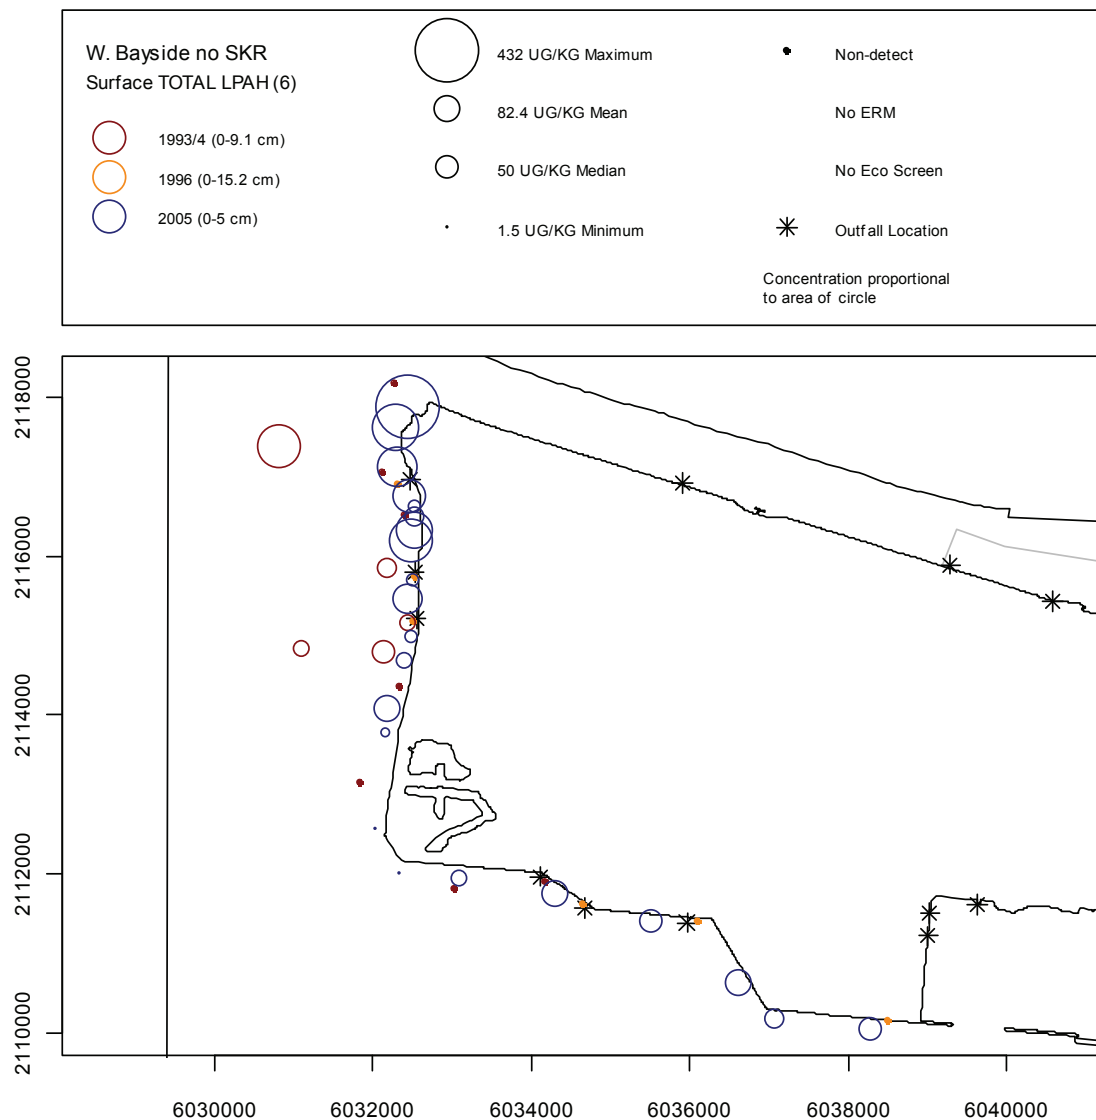 W. Bayside no SKR
Surface TOTAL LPAH (6)
1993/4 (0-9.1 cm)
1996 (0-15.2 cm)
2005 (0-5 cm)
432 UG/KG Maximum
82.4 UG/KG Mean
50 UG/KG Median
1.5 UG/KG Minimum
Non-detect
No ERM
No Eco Screen
Outfall Location
Concentration proportional
to area of circle
2118000
2116000
2114000
2112000
2110000
6030000 6032000 6034000 6036000 6038000 6040000